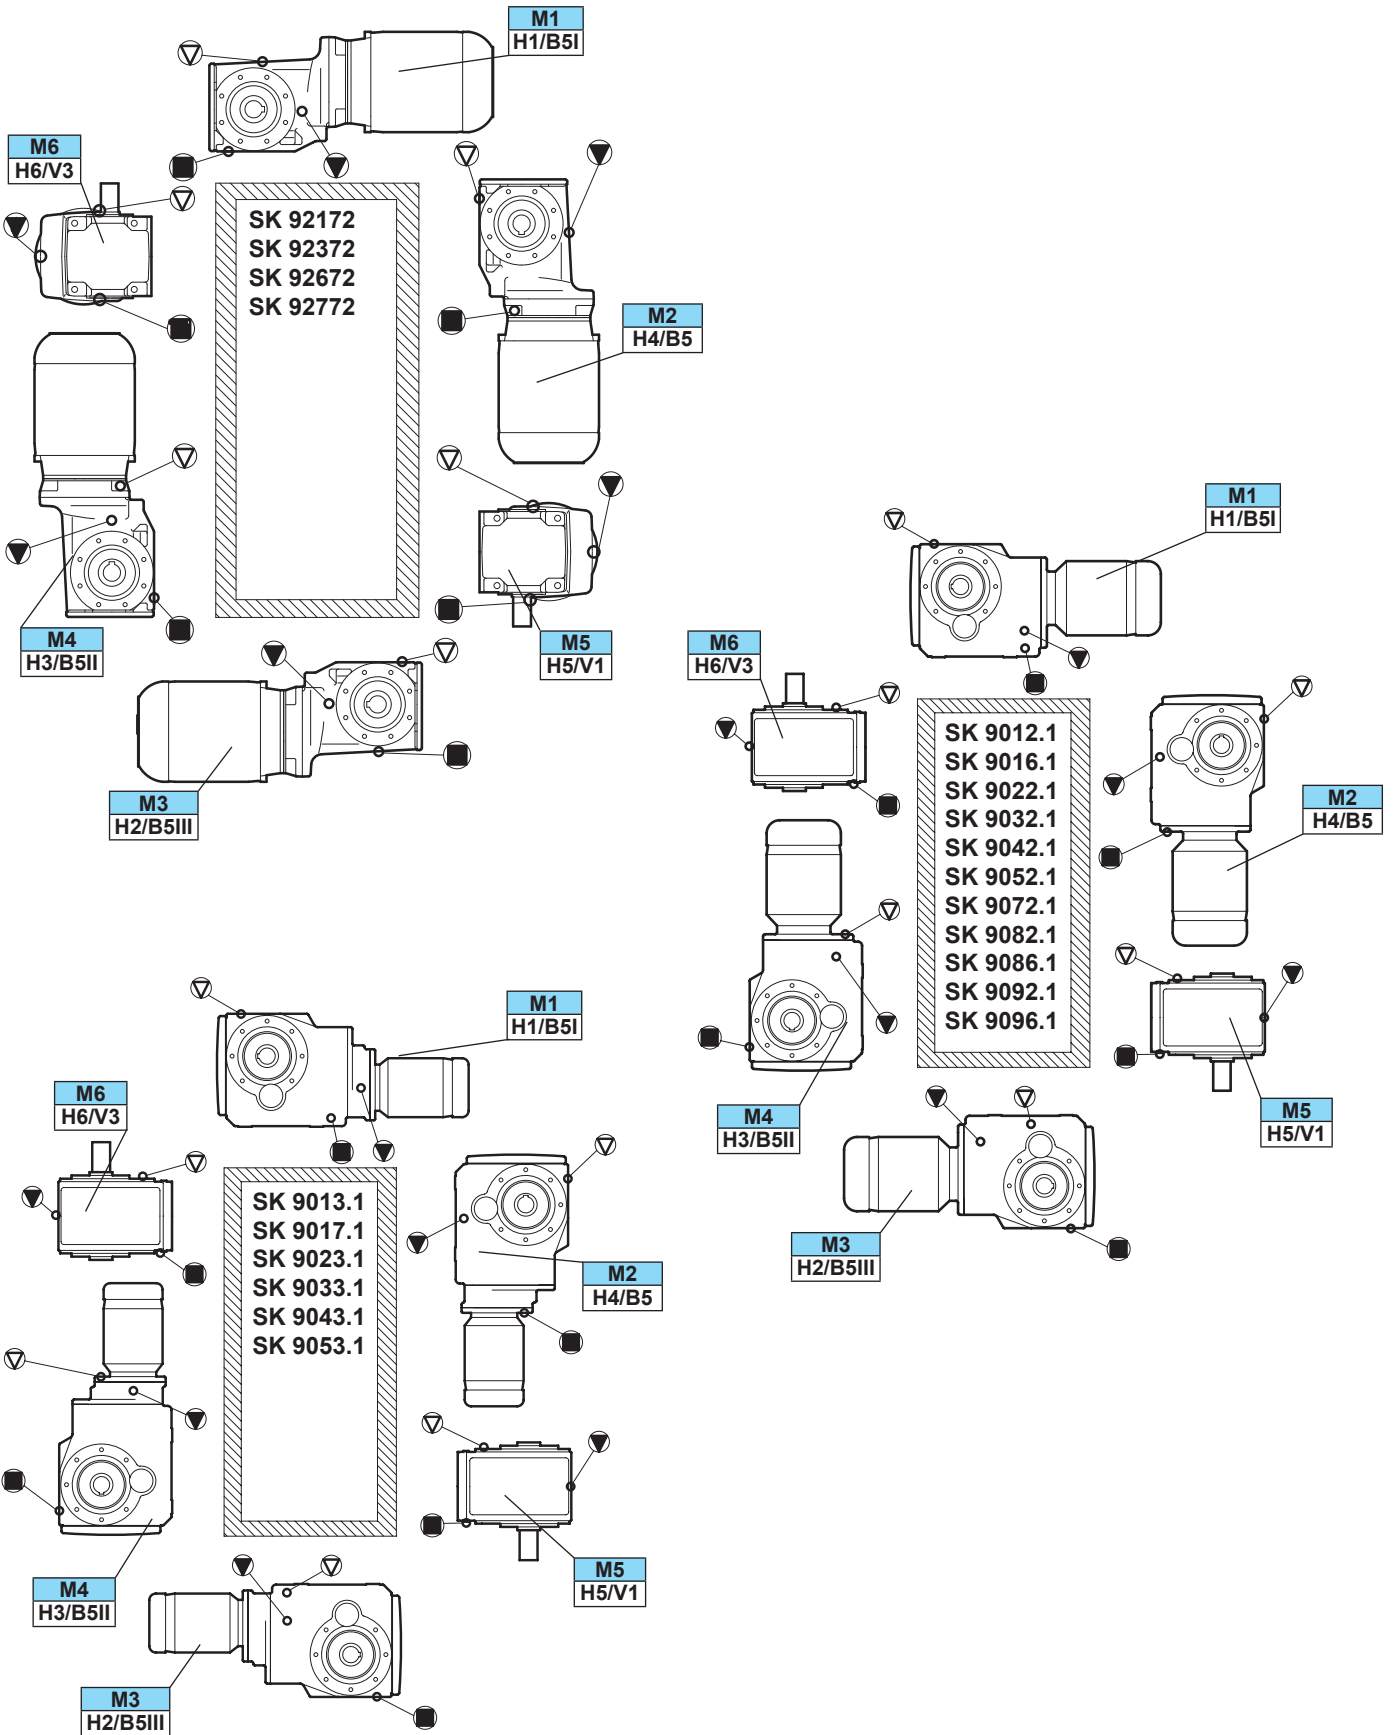 M1
H1/B5I
M6
H6/V3
SK 92172
SK 92372
SK 92672
SK 92772
M2
H4/B5
M4
H3/B5II
M5
H5/V1
M3
H2/B5III
M1
H1/B5I
M6
H6/V3
SK 9012.1
SK 9016.1
SK 9022.1
SK 9032.1
SK 9042.1
SK 9052.1
SK 9072.1
SK 9082.1
SK 9086.1
SK 9092.1
SK 9096.1
M2
H4/B5
M4
H3/B5II
M5
H5/V1
M3
H2/B5III
M1
H1/B5I
M6
H6/V3
SK 9013.1
SK 9017.1
SK 9023.1
SK 9033.1
SK 9043.1
SK 9053.1
M2
H4/B5
M4
H3/B5II
M5
H5/V1
M3
H2/B5III